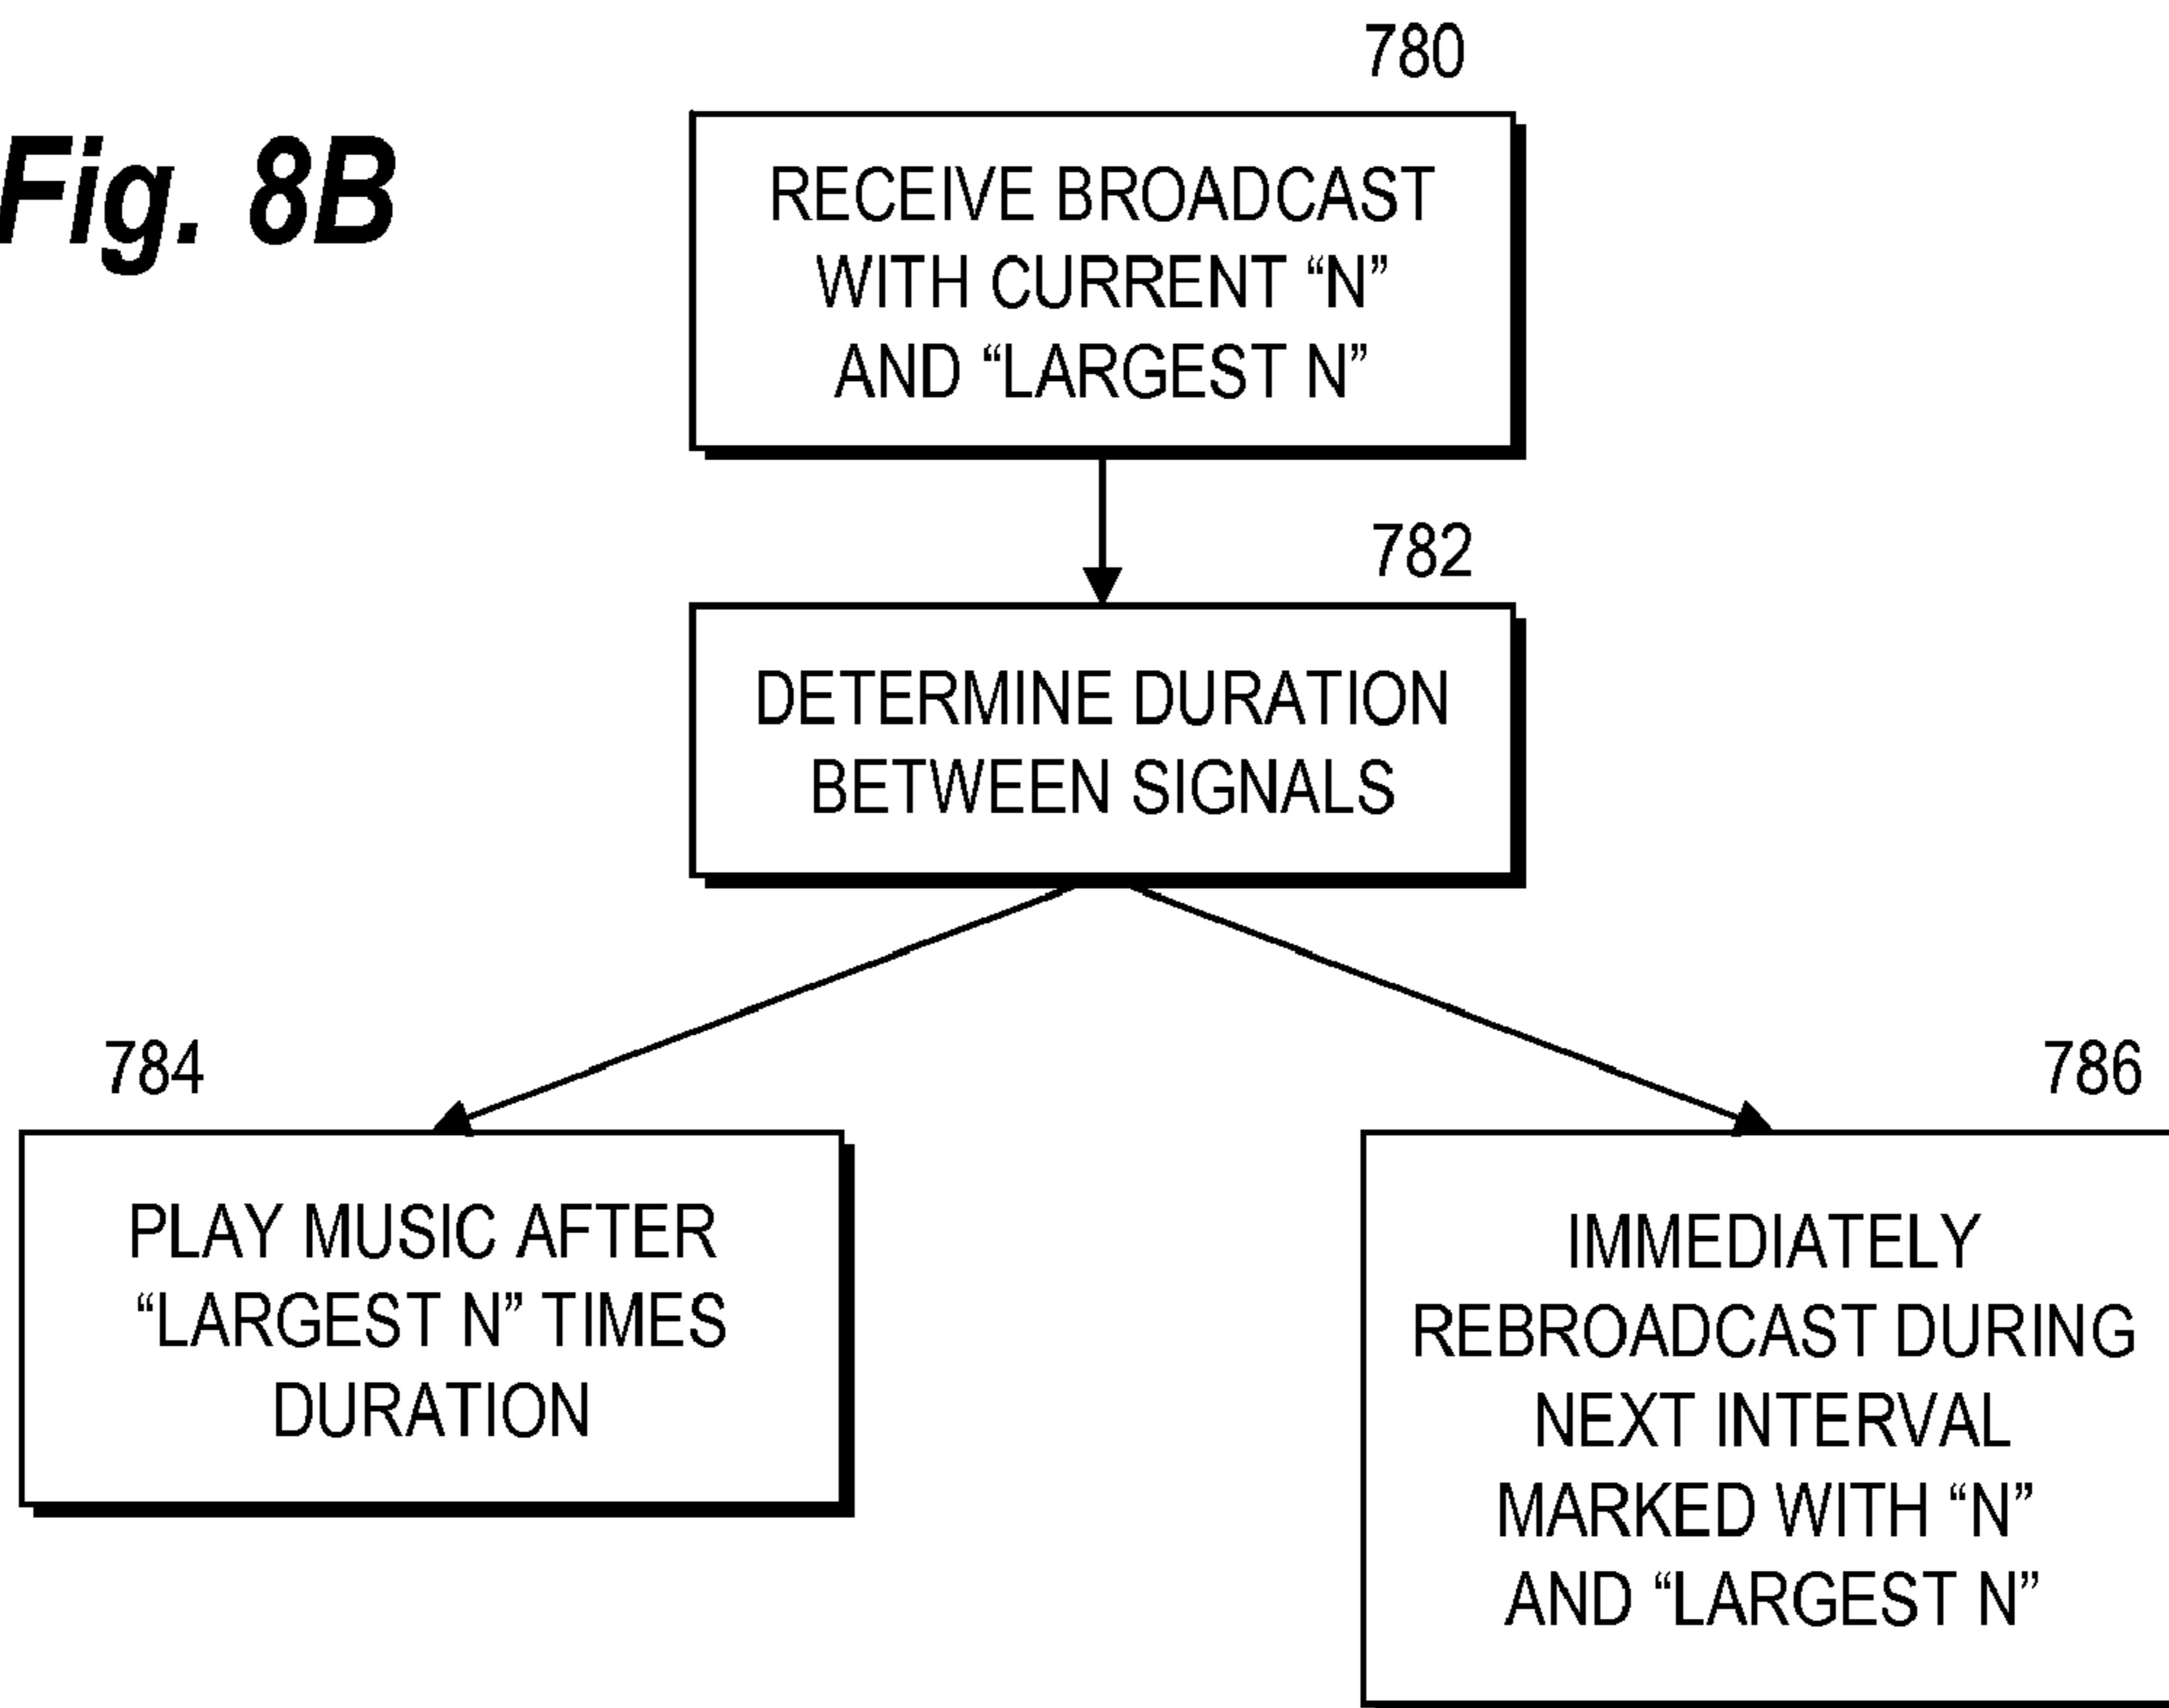 Fig. 8B
780
RECEIVE BROADCAST
WITH CURRENT “N”
AND “LARGEST N”
782
DETERMINE DURATION
BETWEEN SIGNALS
784
PLAY MUSIC AFTER
“LARGEST N” TIMES
DURATION
786
IMMEDIATELY
REBROADCAST DURING
NEXT INTERVAL
MARKED WITH “N”
AND “LARGEST N”